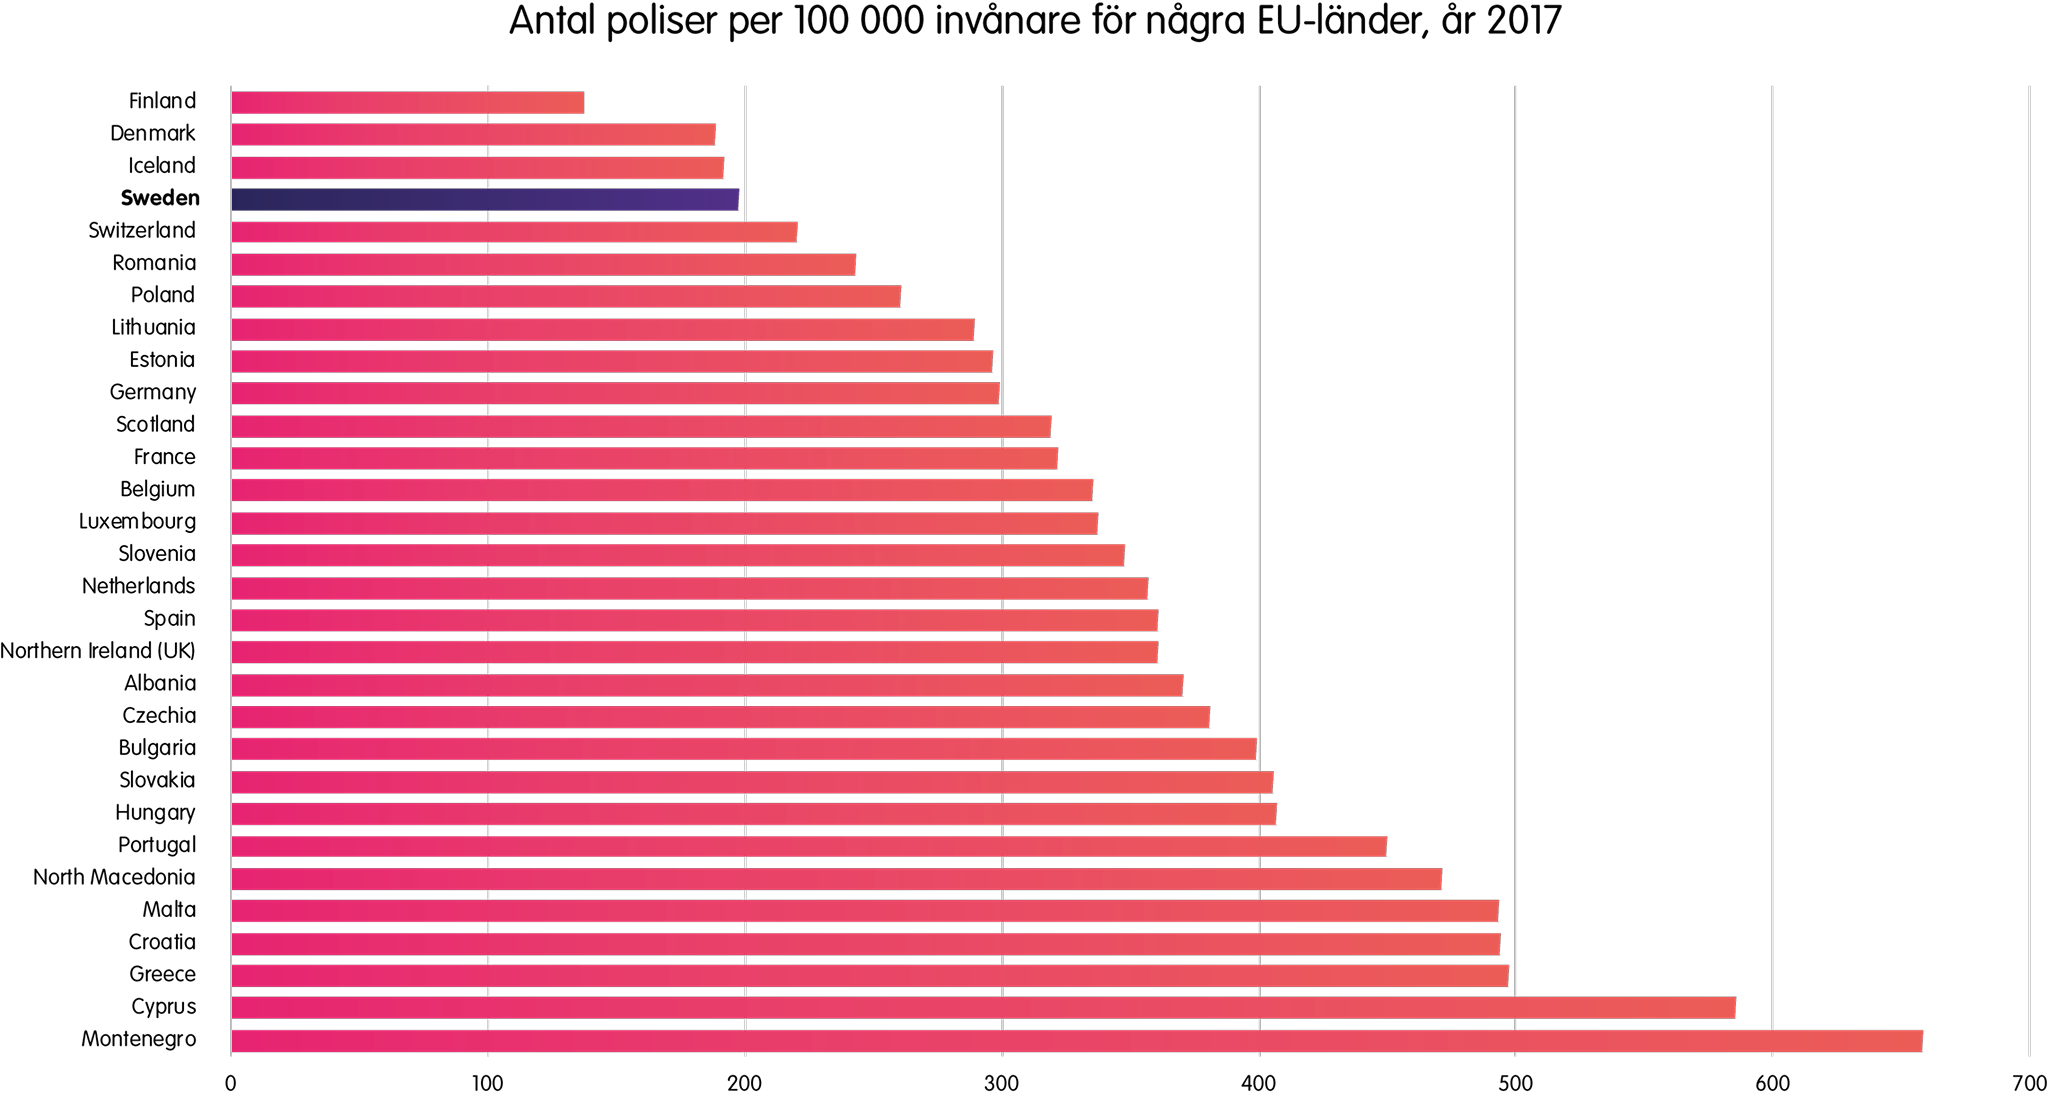 Antal poliser per 100 000 invånare för några EU-länder, år 2017
Finland
Denmark
Iceland
Sweden
Switzerland
Romania
Poland
Lithuania
Estonia
Germany
Scotland
France
Belgium
Luxembourg
Slovenia
Netherlands
Spain
Northern Ireland (UK)
Albania
Czechia
Bulgaria
Slovakia
Hungary
Portugal
North Macedonia
Malta
Croatia
Greece
Cyprus
Montenegro
0 100 200 300 400 500 600 700